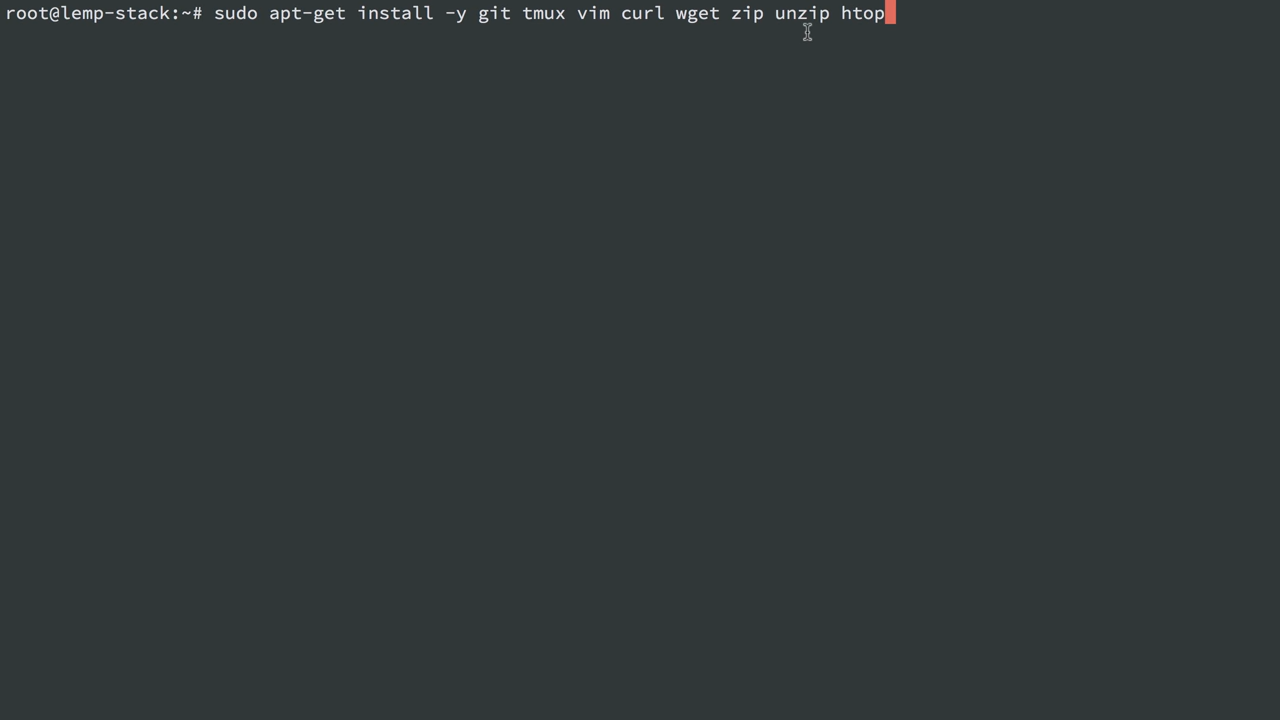 root@lemp-stack:~# sudo apt-get install -y git tmux vim curl wget zip unzip htop